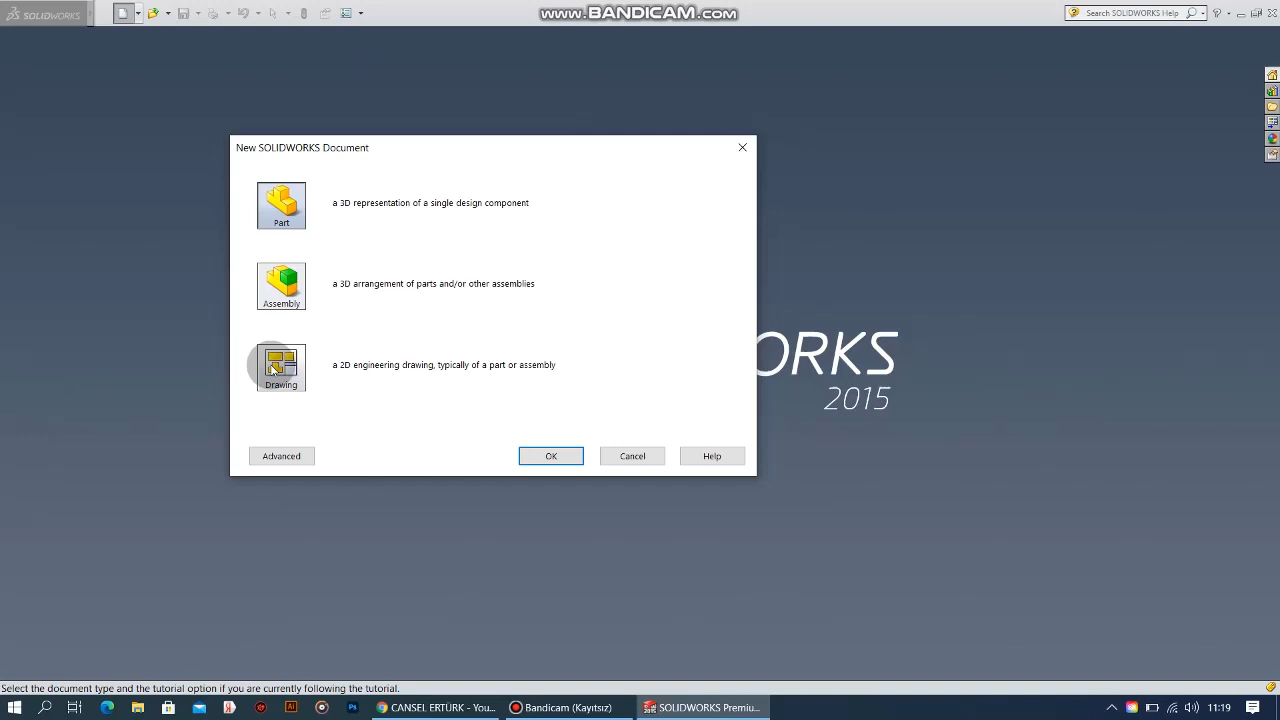 SOLIDWORKS
www.BANDICAM.com
Search SOLIDWORKS Help
New SOLIDWORKS Document
Part
a 3D representation of a single design component
Assembly
a 3D arrangement of parts and/or other assemblies
Drawing
a 2D engineering drawing, typically of a part or assembly
ORKS
2015
Advanced
OK
Cancel
Help
Select the document type and the tutorial option if you are currently following the tutorial.
CANSEL ERTÜRK - You...
Bandicam (Kayıtsız)
SOLIDWORKS Premiu...
11:19